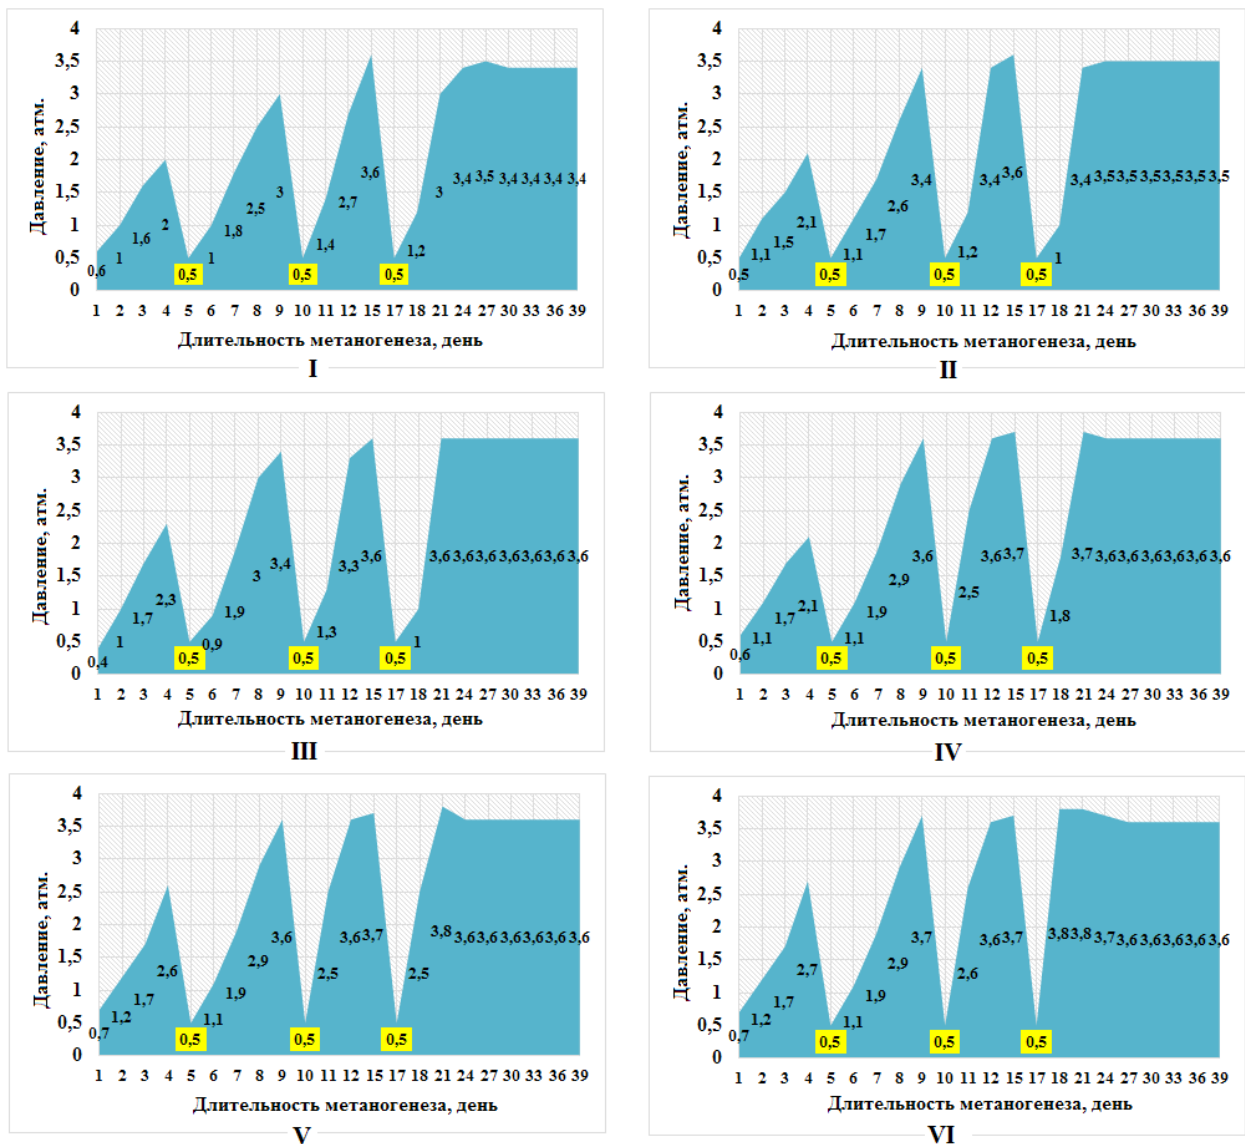 Давление, атм.
4
3,5
3
2,5
2
1,5
1
0,5
0
0,6 1 1,6 2 0,5 1 1,8 2,5 3 0,5 1,4 2,7 3,6 0,5 1,2 3 3,4 3,5 3,4 3,4 3,4 3,4
1 2 3 4 5 6 7 8 9 10 11 12 15 17 18 21 24 27 30 33 36 39
Длительность метаногенеза, день
I
Давление, атм.
4
3,5
3
2,5
2
1,5
1
0,5
0
0,5 1,1 1,5 2,1 0,5 1,1 1,7 2,6 3,4 0,5 1,2 3,4 3,6 0,5 1 3,4 3,5 3,5 3,5 3,5 3,5 3,5
1 2 3 4 5 6 7 8 9 10 11 12 15 17 18 21 24 27 30 33 36 39
Длительность метаногенеза, день
II
Давление, атм.
4
3,5
3
2,5
2
1,5
1
0,5
0
0,4 1 1,7 2,3 0,5 0,9 1,9 3 3,4 0,5 1,3 3,3 3,6 0,5 1 3,6 3,6 3,6 3,6 3,6 3,6 3,6
1 2 3 4 5 6 7 8 9 10 11 12 15 17 18 21 24 27 30 33 36 39
Длительность метаногенеза, день
III
Давление, атм.
4
3,5
3
2,5
2
1,5
1
0,5
0
0,6 1,1 1,7 2,1 0,5 1,1 1,9 2,9 3,6 0,5 2,5 3,6 3,7 0,5 1,8 3,7 3,6 3,6 3,6 3,6 3,6 3,6
1 2 3 4 5 6 7 8 9 10 11 12 15 17 18 21 24 27 30 33 36 39
Длительность метаногенеза, день
IV
Давление, атм.
4
3,5
3
2,5
2
1,5
1
0,5
0
0,7 1,2 1,7 2,6 0,5 1,1 1,9 2,9 3,6 0,5 2,5 3,6 3,7 0,5 2,5 3,8 3,6 3,6 3,6 3,6 3,6 3,6
1 2 3 4 5 6 7 8 9 10 11 12 15 17 18 21 24 27 30 33 36 39
Длительность метаногенеза, день
V
Давление, атм.
4
3,5
3
2,5
2
1,5
1
0,5
0
0,7 1,2 1,7 2,7 0,5 1,1 1,9 2,9 3,7 0,5 2,6 3,6 3,7 0,5 3,8 3,8 3,7 3,6 3,6 3,6 3,6 3,6
1 2 3 4 5 6 7 8 9 10 11 12 15 17 18 21 24 27 30 33 36 39
Длительность метаногенеза, день
VI